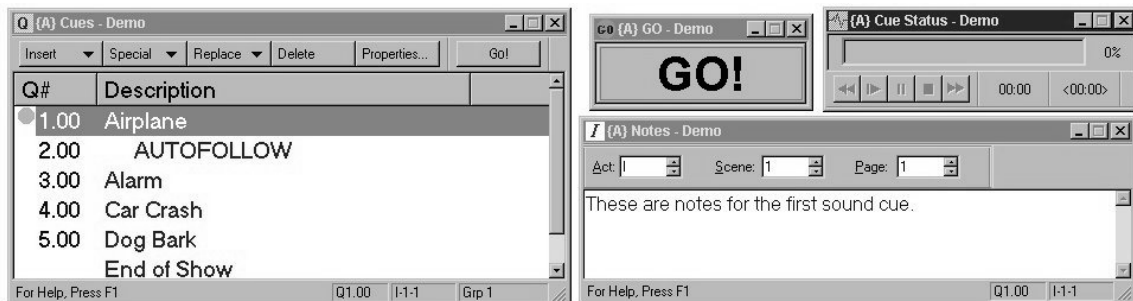 Q {A} Cues - Demo
Insert Special Replace Delete Properties... Go!
Q# Description
1.00 Airplane
2.00 AUTOFOLLOW
3.00 Alarm
4.00 Car Crash
5.00 Dog Bark
End of Show
For Help, Press F1 Q1.00 I-1-1 Grp 1
GO {A} GO - Demo
GO!
{A} Cue Status - Demo
0%
00:00 <00:00>
I {A} Notes - Demo
Act: I Scene: 1 Page: 1
These are notes for the first sound cue.
For Help, Press F1 Q1.00 I-1-1